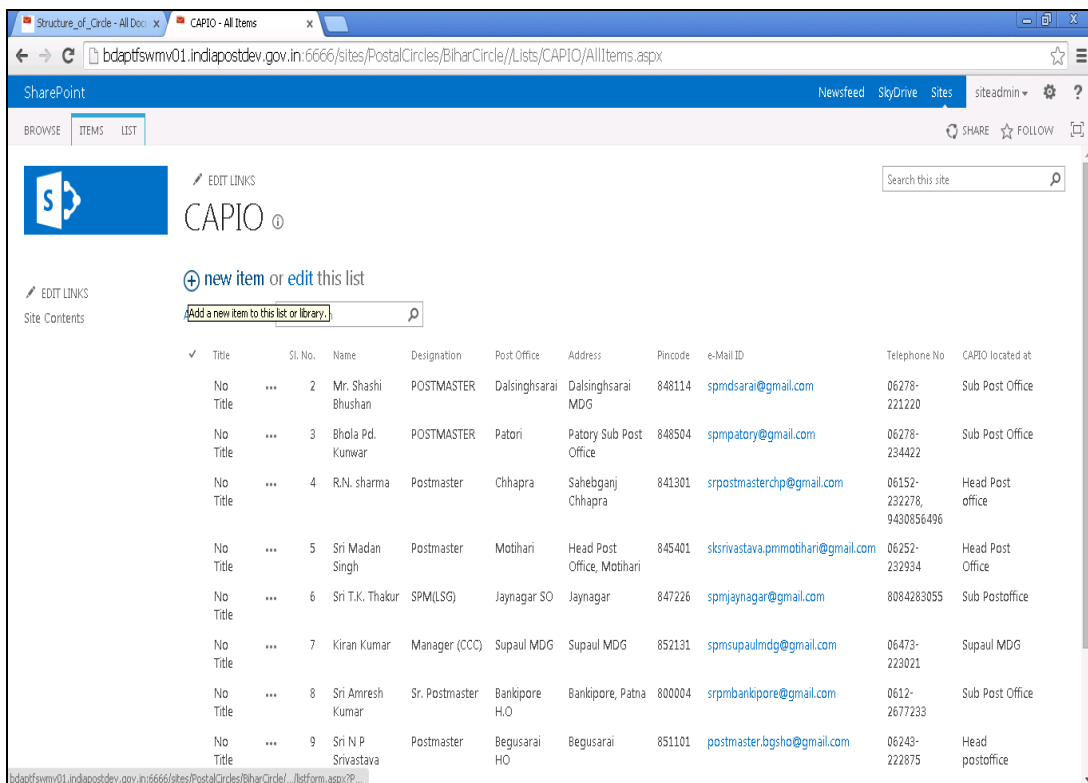 Structure_of_Circle - All Doc x CAPIO - All Items x
bdaptfswmv01.indiapostdev.gov.in:6666/sites/PostalCircles/BiharCircle//Lists/CAPIO/AllItems.aspx
SharePoint Newsfeed SkyDrive Sites siteadmin ?
BROWSE ITEMS LIST SHARE FOLLOW
S EDIT LINKS Search this site
CAPIO
new item or edit this list
EDIT LINKS
Site Contents
Add a new item to this list or library.
Title Sl. No. Name Designation Post Office Address Pincode e-Mail ID Telephone No CAPIO located at
No ... 2 Mr. Shashi POSTMASTER Dalsinghsarai Dalsinghsarai 848114 spmdsarai@gmail.com 06278- Sub Post Office
Title Bhushan MDG 221220
No ... 3 Bhola Pd. POSTMASTER Patori Patory Sub Post 848504 spmpatory@gmail.com 06278- Sub Post Office
Title Kunwar Office 234422
No ... 4 R.N. sharma Postmaster Chhapra Sahebganj 841301 srpostmasterchp@gmail.com 06152- Head Post
Title Chhapra 232278, office
9430856496
No ... 5 Sri Madan Postmaster Motihari Head Post 845401 sksrivastava.pmmotihari@gmail.com 06252- Head Post
Title Singh Office, Motihari 232934 Office
No ... 6 Sri T.K. Thakur SPM(LSG) Jaynagar SO Jaynagar 847226 spmjaynagar@gmail.com 8084283055 Sub Postoffice
Title
No ... 7 Kiran Kumar Manager (CCC) Supaul MDG Supaul MDG 852131 spmsupaulmdg@gmail.com 06473- Supaul MDG
Title 223021
No ... 8 Sri Amresh Sr. Postmaster Bankipore Bankipore, Patna 800004 srpmbankipore@gmail.com 0612- Sub Post Office
Title Kumar H.O 2677233
No ... 9 Sri N P Postmaster Begusarai Begusarai 851101 postmaster.bgsho@gmail.com 06243- Head
Title Srivastava HO 222875 postoffice
bdaptfswmv01.indiapostdev.gov.in:6666/sites/PostalCircles/BiharCircle/.../listform.aspx?P...